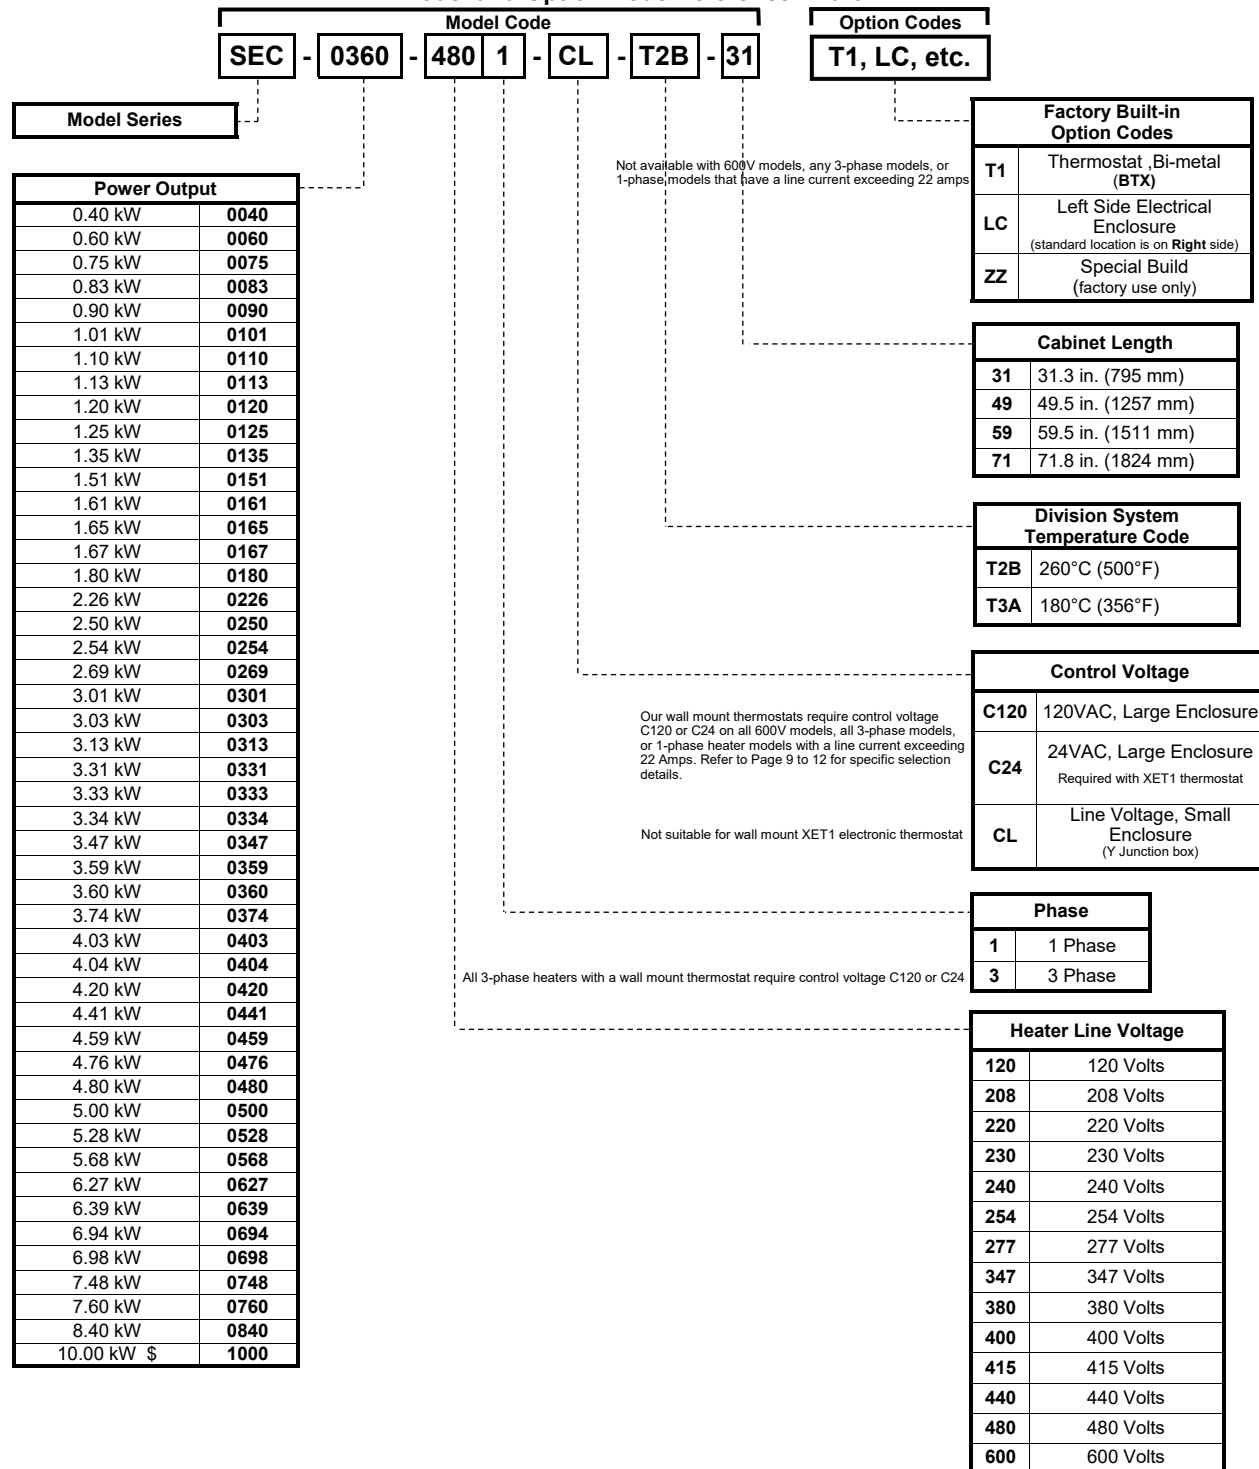 Model Code
Option Codes
SEC - 0360 - 480 1 - CL - T2B - 31
T1, LC, etc.
Model Series
Power Output
0.40 kW 0040
0.60 kW 0060
0.75 kW 0075
0.83 kW 0083
0.90 kW 0090
1.01 kW 0101
1.10 kW 0110
1.13 kW 0113
1.20 kW 0120
1.25 kW 0125
1.35 kW 0135
1.51 kW 0151
1.61 kW 0161
1.65 kW 0165
1.67 kW 0167
1.80 kW 0180
2.26 kW 0226
2.50 kW 0250
2.54 kW 0254
2.69 kW 0269
3.01 kW 0301
3.03 kW 0303
3.13 kW 0313
3.31 kW 0331
3.33 kW 0333
3.34 kW 0334
3.47 kW 0347
3.59 kW 0359
3.60 kW 0360
3.74 kW 0374
4.03 kW 0403
4.04 kW 0404
4.20 kW 0420
4.41 kW 0441
4.59 kW 0459
4.76 kW 0476
4.80 kW 0480
5.00 kW 0500
5.28 kW 0528
5.68 kW 0568
6.27 kW 0627
6.39 kW 0639
6.94 kW 0694
6.98 kW 0698
7.48 kW 0748
7.60 kW 0760
8.40 kW 0840
10.00 kW $ 1000
Factory Built-in
Option Codes
Not available with 600V models, any 3-phase models, or
1-phase models that have a line current exceeding 22 amps
T1 Thermostat ,Bi-metal
(BTX)
LC Left Side Electrical
Enclosure
(standard location is on Right side)
ZZ Special Build
(factory use only)
Cabinet Length
31 31.3 in. (795 mm)
49 49.5 in. (1257 mm)
59 59.5 in. (1511 mm)
71 71.8 in. (1824 mm)
Division System
Temperature Code
T2B 260°C (500°F)
T3A 180°C (356°F)
Control Voltage
C120 120VAC, Large Enclosure
C24 24VAC, Large Enclosure
Required with XET1 thermostat
CL Line Voltage, Small
Enclosure
(Y Junction box)
Our wall mount thermostats require control voltage
C120 or C24 on all 600V models, all 3-phase models,
or 1-phase heater models with a line current exceeding
22 Amps. Refer to Page 9 to 12 for specific selection
details.
Not suitable for wall mount XET1 electronic thermostat
Phase
1 1 Phase
3 3 Phase
All 3-phase heaters with a wall mount thermostat require control voltage C120 or C24
Heater Line Voltage
120 120 Volts
208 208 Volts
220 220 Volts
230 230 Volts
240 240 Volts
254 254 Volts
277 277 Volts
347 347 Volts
380 380 Volts
400 400 Volts
415 415 Volts
440 440 Volts
480 480 Volts
600 600 Volts